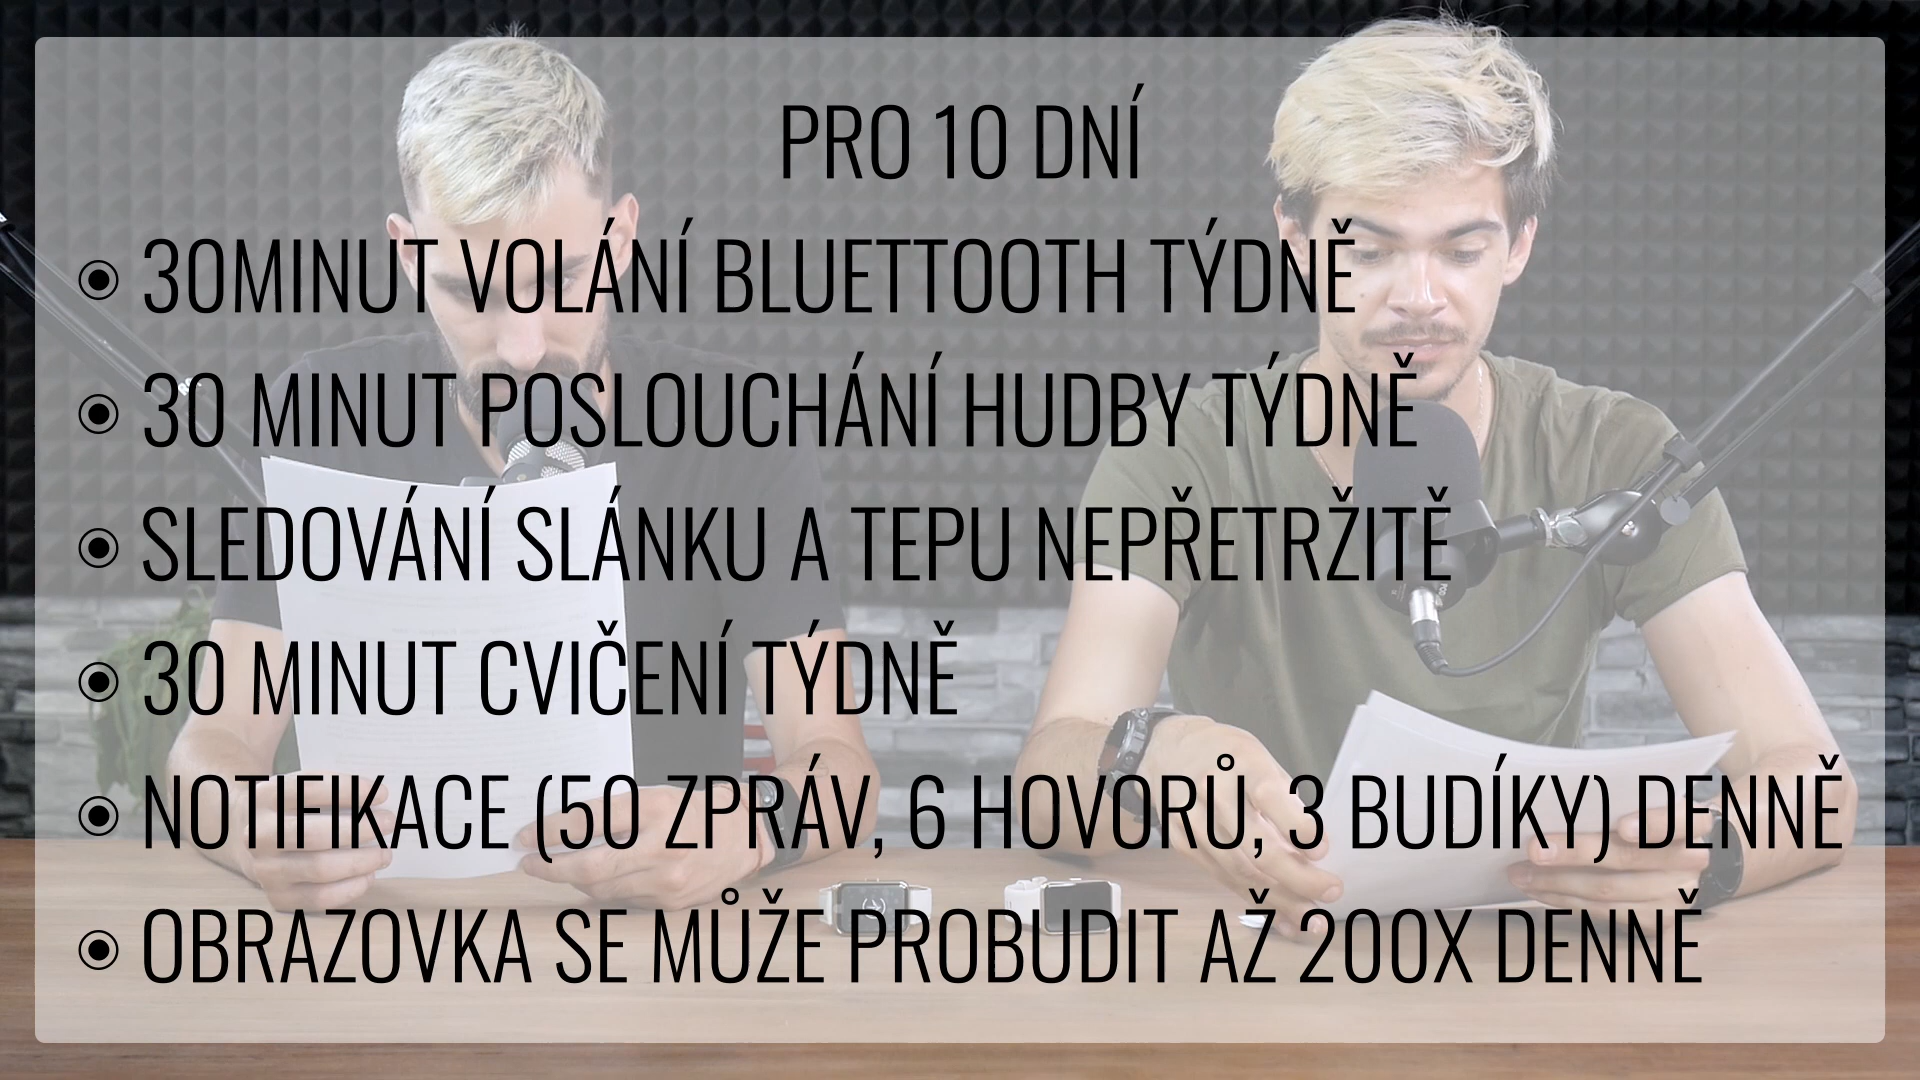 PRO 10 DNÍ
30MINUT VOLÁNÍ BLUETTOOTH TÝDNĚ
30 MINUT POSLOUCHÁNÍ HUDBY TÝDNĚ
SLEDOVÁNÍ SLÁNKU A TEPU NEPŘETRŽITĚ
30 MINUT CVIČENÍ TÝDNĚ
NOTIFIKACE (50 ZPRÁV, 6 HOVORŮ, 3 BUDÍKY) DENNĚ
OBRAZOVKA SE MŮŽE PROBUDIT AŽ 200X DENNĚ